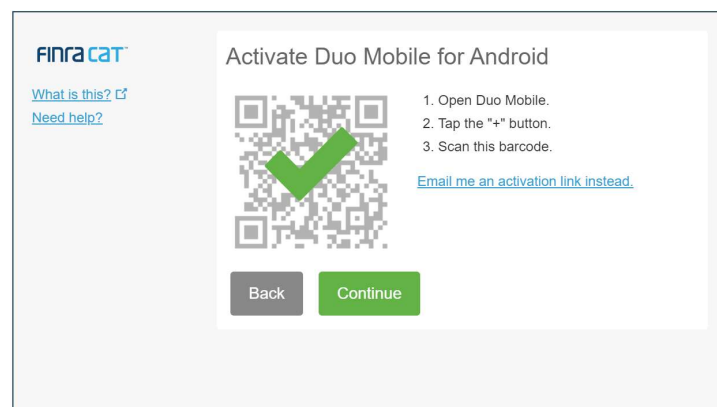 FINRA CAT™
What is this?
Need help?
Activate Duo Mobile for Android
1. Open Duo Mobile.
2. Tap the "+" button.
3. Scan this barcode.
Email me an activation link instead.
Back
Continue